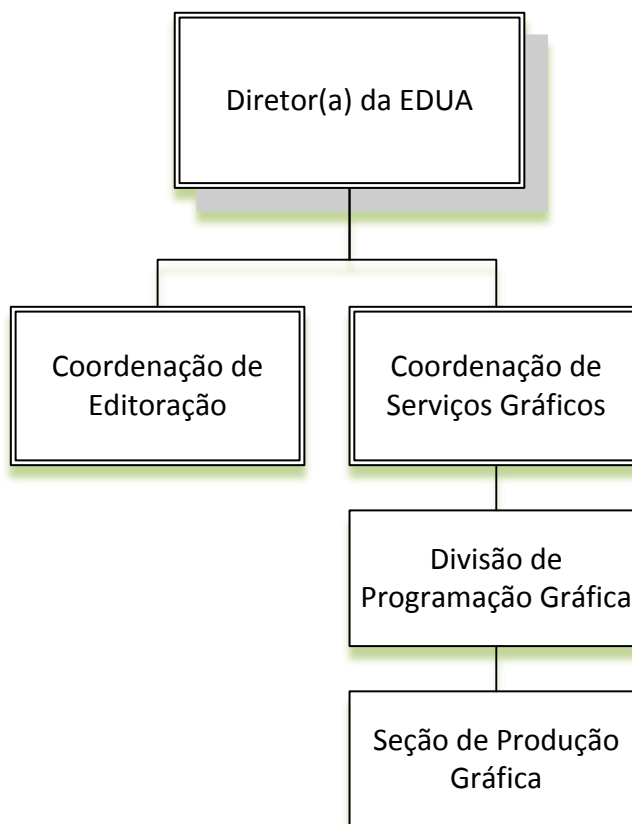 Diretor(a) da EDUA
Coordenação de
Editoração
Coordenação de
Serviços Gráficos
Divisão de
Programação Gráfica
Seção de Produção
Gráfica